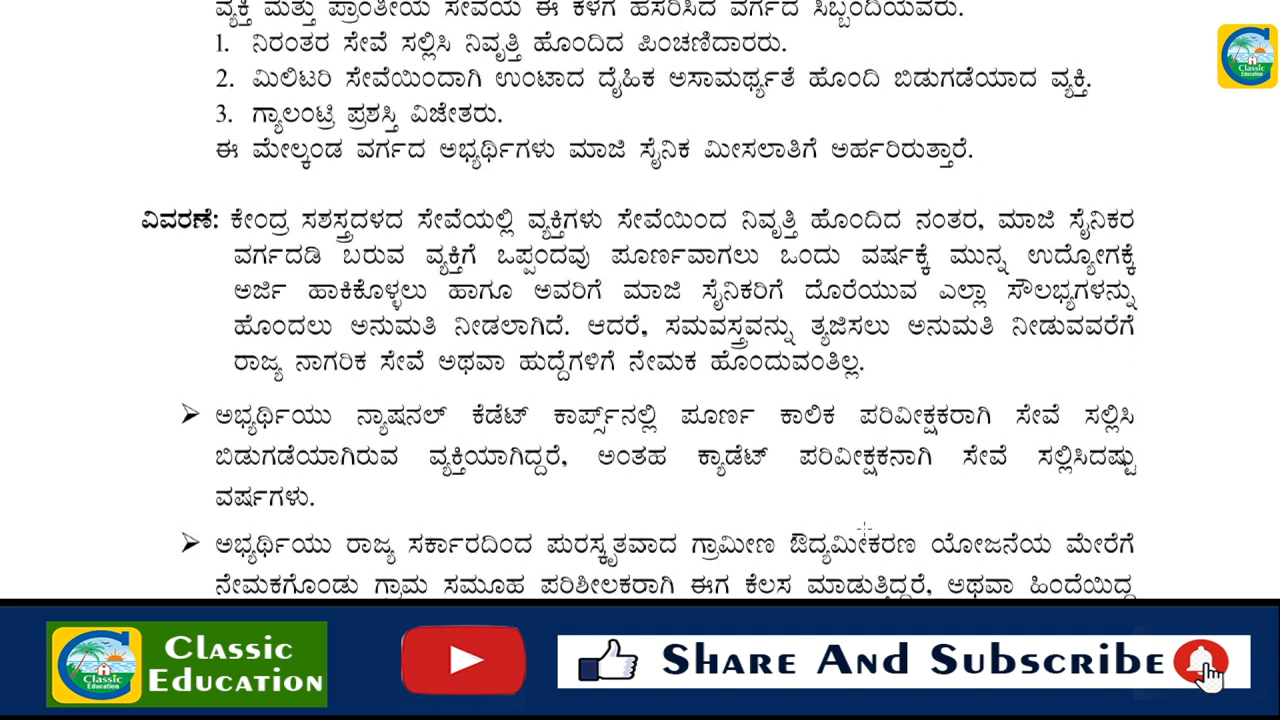 ವ್ಯಕ್ತಿ ಮತ್ತು ಪ್ರಾಂತೀಯ ಸೇವೆಯ ಈ ಕೆಳಗೆ ಹೆಸರಿಸಿದ ವರ್ಗದ ಸಿಬ್ಬಂದಿಯವರು.
1. ನಿರಂತರ ಸೇವೆ ಸಲ್ಲಿಸಿ ನಿವೃತ್ತಿ ಹೊಂದಿದ ಪಿಂಚಣಿದಾರರು.
2. ಮಿಲಿಟರಿ ಸೇವೆಯಿಂದಾಗಿ ಉಂಟಾದ ದೈಹಿಕ ಅಸಾಮರ್ಥ್ಯತೆ ಹೊಂದಿ ಬಿಡುಗಡೆಯಾದ ವ್ಯಕ್ತಿ.
3. ಗ್ಯಾಲಂಟ್ರಿ ಪ್ರಶಸ್ತಿ ವಿಜೇತರು.
ಈ ಮೇಲ್ಕಂಡ ವರ್ಗದ ಅಭ್ಯರ್ಥಿಗಳು ಮಾಜಿ ಸೈನಿಕ ಮೀಸಲಾತಿಗೆ ಅರ್ಹರಿರುತ್ತಾರೆ.
ವಿವರಣೆ: ಕೇಂದ್ರ ಸಶಸ್ತ್ರದಳದ ಸೇವೆಯಲ್ಲಿ ವ್ಯಕ್ತಿಗಳು ಸೇವೆಯಿಂದ ನಿವೃತ್ತಿ ಹೊಂದಿದ ನಂತರ, ಮಾಜಿ ಸೈನಿಕರ
ವರ್ಗದಡಿ ಬರುವ ವ್ಯಕ್ತಿಗೆ ಒಪ್ಪಂದವು ಪೂರ್ಣವಾಗಲು ಒಂದು ವರ್ಷಕ್ಕೆ ಮುನ್ನ ಉದ್ಯೋಗಕ್ಕೆ
ಅರ್ಜಿ ಹಾಕಿಕೊಳ್ಳಲು ಹಾಗೂ ಅವರಿಗೆ ಮಾಜಿ ಸೈನಿಕರಿಗೆ ದೊರೆಯುವ ಎಲ್ಲಾ ಸೌಲಭ್ಯಗಳನ್ನು
ಹೊಂದಲು ಅನುಮತಿ ನೀಡಲಾಗಿದೆ. ಆದರೆ, ಸಮವಸ್ತ್ರವನ್ನು ತ್ಯಜಿಸಲು ಅನುಮತಿ ನೀಡುವವರೆಗೆ
ರಾಜ್ಯ ನಾಗರಿಕ ಸೇವೆ ಅಥವಾ ಹುದ್ದೆಗಳಿಗೆ ನೇಮಕ ಹೊಂದುವಂತಿಲ್ಲ.
➢ ಅಭ್ಯರ್ಥಿಯು ನ್ಯಾಷನಲ್ ಕೆಡೆಟ್ ಕಾರ್ಪ್ಸ್‌ನಲ್ಲಿ ಪೂರ್ಣ ಕಾಲಿಕ ಪರಿವೀಕ್ಷಕರಾಗಿ ಸೇವೆ ಸಲ್ಲಿಸಿ
ಬಿಡುಗಡೆಯಾಗಿರುವ ವ್ಯಕ್ತಿಯಾಗಿದ್ದರೆ, ಅಂತಹ ಕ್ಯಾಡೆಟ್ ಪರಿವೀಕ್ಷಕನಾಗಿ ಸೇವೆ ಸಲ್ಲಿಸಿದಷ್ಟು
ವರ್ಷಗಳು.
➢ ಅಭ್ಯರ್ಥಿಯು ರಾಜ್ಯ ಸರ್ಕಾರದಿಂದ ಪುರಸ್ಕೃತವಾದ ಗ್ರಾಮೀಣ ಔದ್ಯಮೀಕರಣ ಯೋಜನೆಯ ಮೇರೆಗೆ
ನೇಮಕಗೊಂಡು ಗ್ರಾಮ ಸಮೂಹ ಪರಿಶೀಲಕರಾಗಿ ಈಗ ಕೆಲಸ ಮಾಡುತ್ತಿದ್ದರೆ, ಅಥವಾ ಹಿಂದೆಯಿದ್ದ
Classic
Education
Classic
Education
Classic
Education
Share And Subscribe